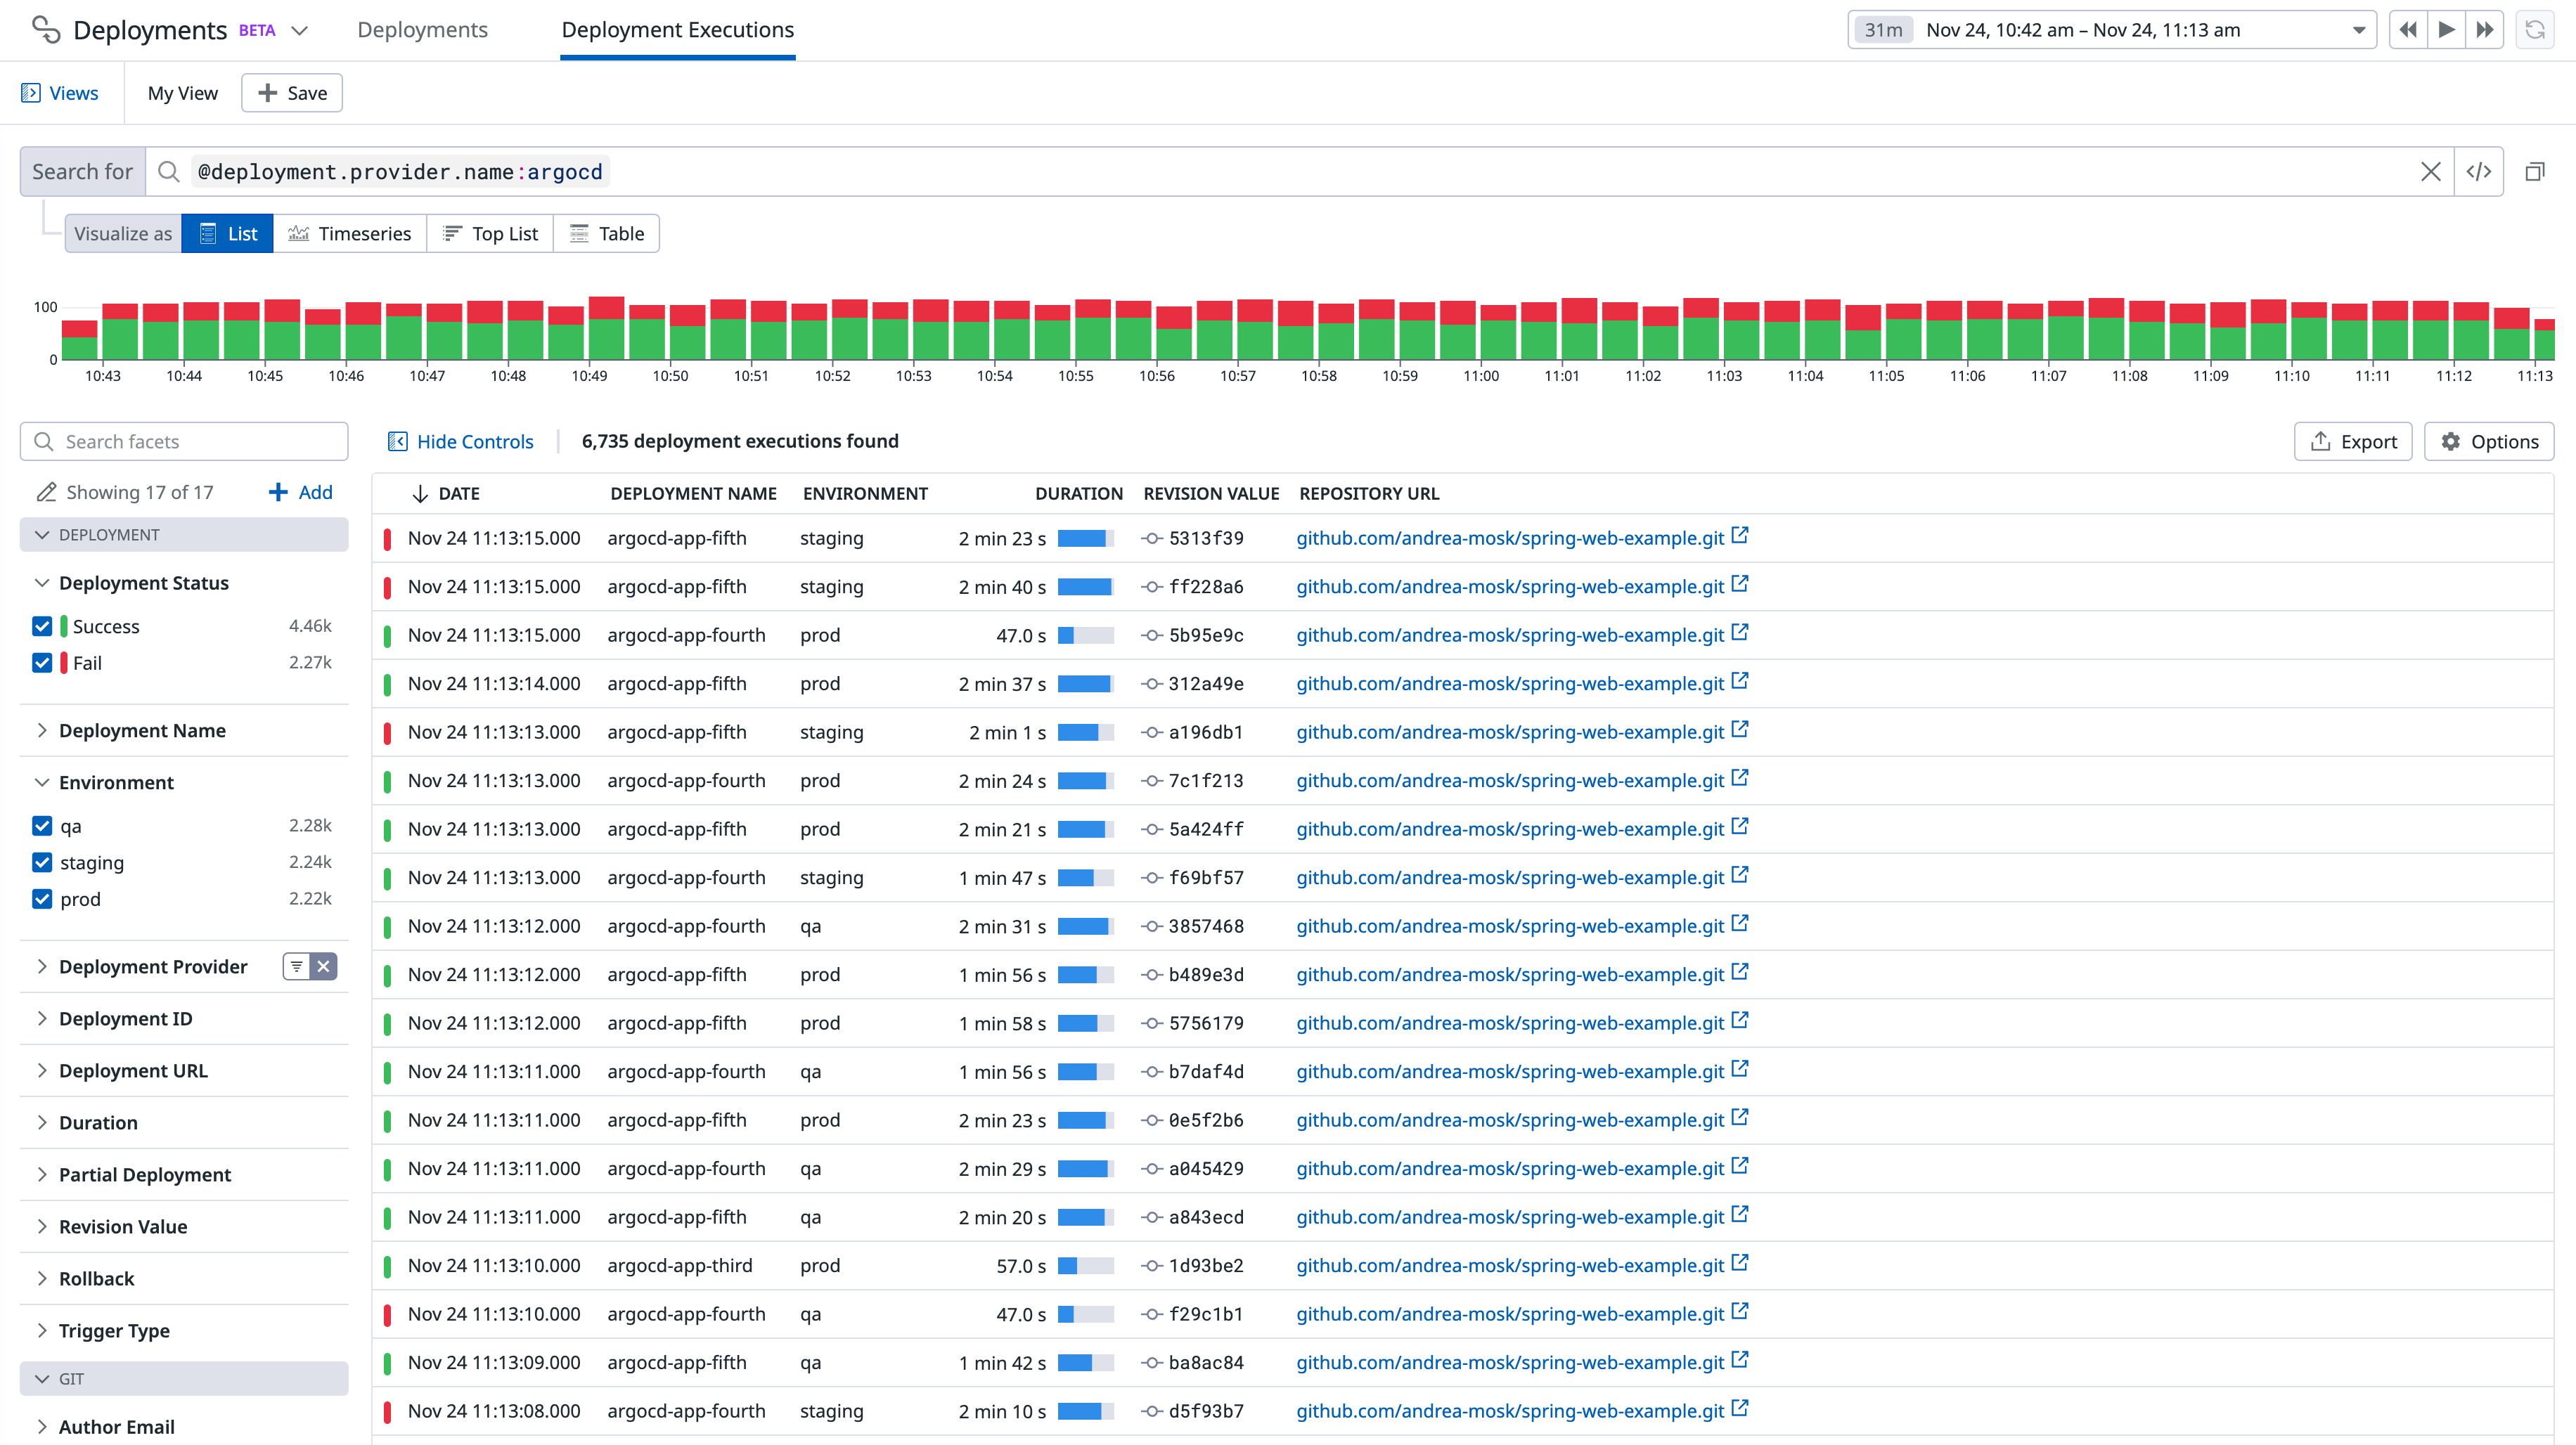 Deployments BETA Deployments Deployment Executions 31m Nov 24, 10:42 am – Nov 24, 11:13 am
Views My View Save
Search for @deployment.provider.name:argocd </>
Visualize as List Timeseries Top List Table
100
0
10:43 10:44 10:45 10:46 10:47 10:48 10:49 10:50 10:51 10:52 10:53 10:54 10:55 10:56 10:57 10:58 10:59 11:00 11:01 11:02 11:03 11:04 11:05 11:06 11:07 11:08 11:09 11:10 11:11 11:12 11:13
Search facets
Showing 17 of 17 Add
DEPLOYMENT
Deployment Status
Success 4.46k
Fail 2.27k
Deployment Name
Environment
qa 2.28k
staging 2.24k
prod 2.22k
Deployment Provider
Deployment ID
Deployment URL
Duration
Partial Deployment
Revision Value
Rollback
Trigger Type
GIT
Author Email
Hide Controls 6,735 deployment executions found Export Options
DATE DEPLOYMENT NAME ENVIRONMENT DURATION REVISION VALUE REPOSITORY URL
Nov 24 11:13:15.000 argocd-app-fifth staging 2 min 23 s 5313f39 github.com/andrea-mosk/spring-web-example.git
Nov 24 11:13:15.000 argocd-app-fifth staging 2 min 40 s ff228a6 github.com/andrea-mosk/spring-web-example.git
Nov 24 11:13:15.000 argocd-app-fourth prod 47.0 s 5b95e9c github.com/andrea-mosk/spring-web-example.git
Nov 24 11:13:14.000 argocd-app-fifth prod 2 min 37 s 312a49e github.com/andrea-mosk/spring-web-example.git
Nov 24 11:13:13.000 argocd-app-fifth staging 2 min 1 s a196db1 github.com/andrea-mosk/spring-web-example.git
Nov 24 11:13:13.000 argocd-app-fourth prod 2 min 24 s 7c1f213 github.com/andrea-mosk/spring-web-example.git
Nov 24 11:13:13.000 argocd-app-fifth prod 2 min 21 s 5a424ff github.com/andrea-mosk/spring-web-example.git
Nov 24 11:13:13.000 argocd-app-fourth staging 1 min 47 s f69bf57 github.com/andrea-mosk/spring-web-example.git
Nov 24 11:13:12.000 argocd-app-fourth qa 2 min 31 s 3857468 github.com/andrea-mosk/spring-web-example.git
Nov 24 11:13:12.000 argocd-app-fifth prod 1 min 56 s b489e3d github.com/andrea-mosk/spring-web-example.git
Nov 24 11:13:12.000 argocd-app-fifth prod 1 min 58 s 5756179 github.com/andrea-mosk/spring-web-example.git
Nov 24 11:13:11.000 argocd-app-fourth qa 1 min 56 s b7daf4d github.com/andrea-mosk/spring-web-example.git
Nov 24 11:13:11.000 argocd-app-fifth prod 2 min 23 s 0e5f2b6 github.com/andrea-mosk/spring-web-example.git
Nov 24 11:13:11.000 argocd-app-fourth qa 2 min 29 s a045429 github.com/andrea-mosk/spring-web-example.git
Nov 24 11:13:11.000 argocd-app-fifth qa 2 min 20 s a843ecd github.com/andrea-mosk/spring-web-example.git
Nov 24 11:13:10.000 argocd-app-third prod 57.0 s 1d93be2 github.com/andrea-mosk/spring-web-example.git
Nov 24 11:13:10.000 argocd-app-fourth qa 47.0 s f29c1b1 github.com/andrea-mosk/spring-web-example.git
Nov 24 11:13:09.000 argocd-app-fifth qa 1 min 42 s ba8ac84 github.com/andrea-mosk/spring-web-example.git
Nov 24 11:13:08.000 argocd-app-fourth staging 2 min 10 s d5f93b7 github.com/andrea-mosk/spring-web-example.git